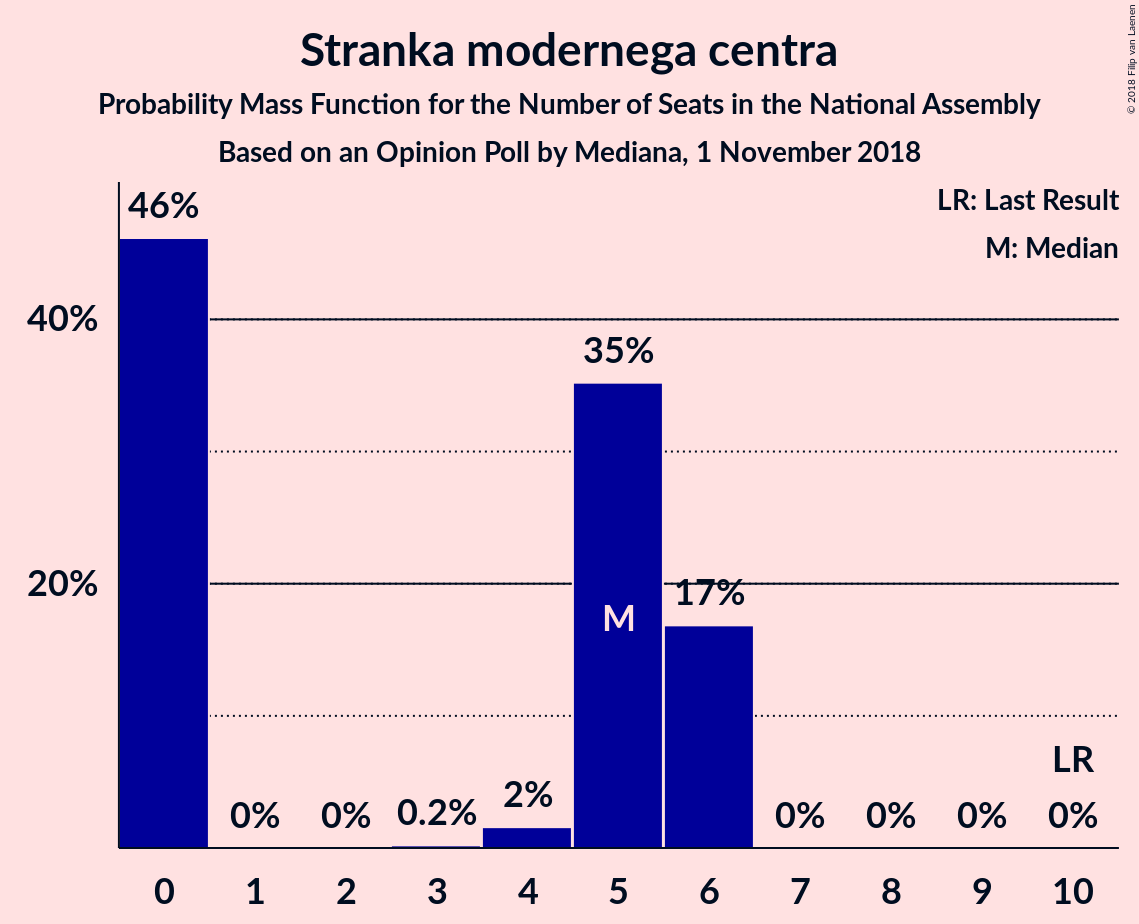 Stranka modernega centra
Probability Mass Function for the Number of Seats in the National Assembly
Based on an Opinion Poll by Mediana, 1 November 2018
© 2018 Filip van Laenen
LR: Last Result
M: Median
46%
40%
35%
20%
17%
M
LR
0% 0% 0.2% 2% 0% 0% 0% 0%
0 1 2 3 4 5 6 7 8 9 10